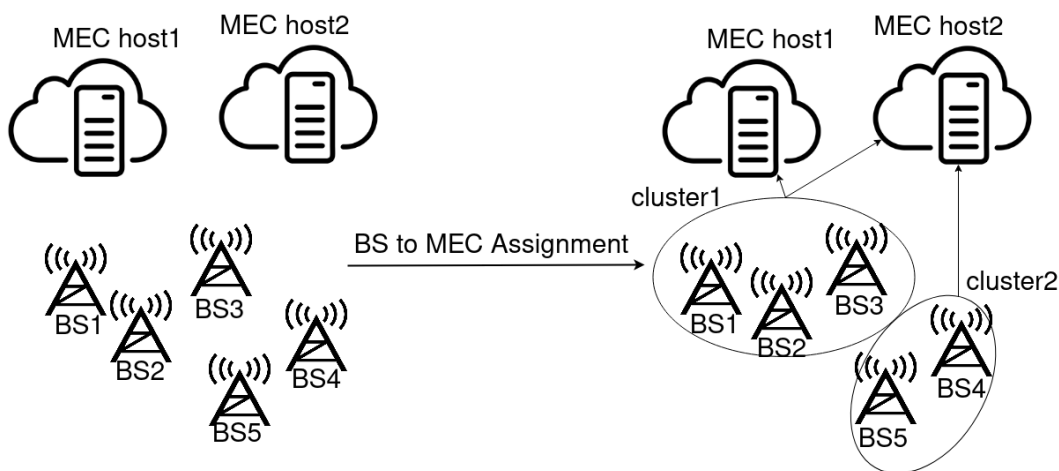 MEC host1
MEC host2
BS1
BS2
BS3
BS4
BS5
BS to MEC Assignment
MEC host1
MEC host2
cluster1
BS1
BS2
BS3
cluster2
BS4
BS5